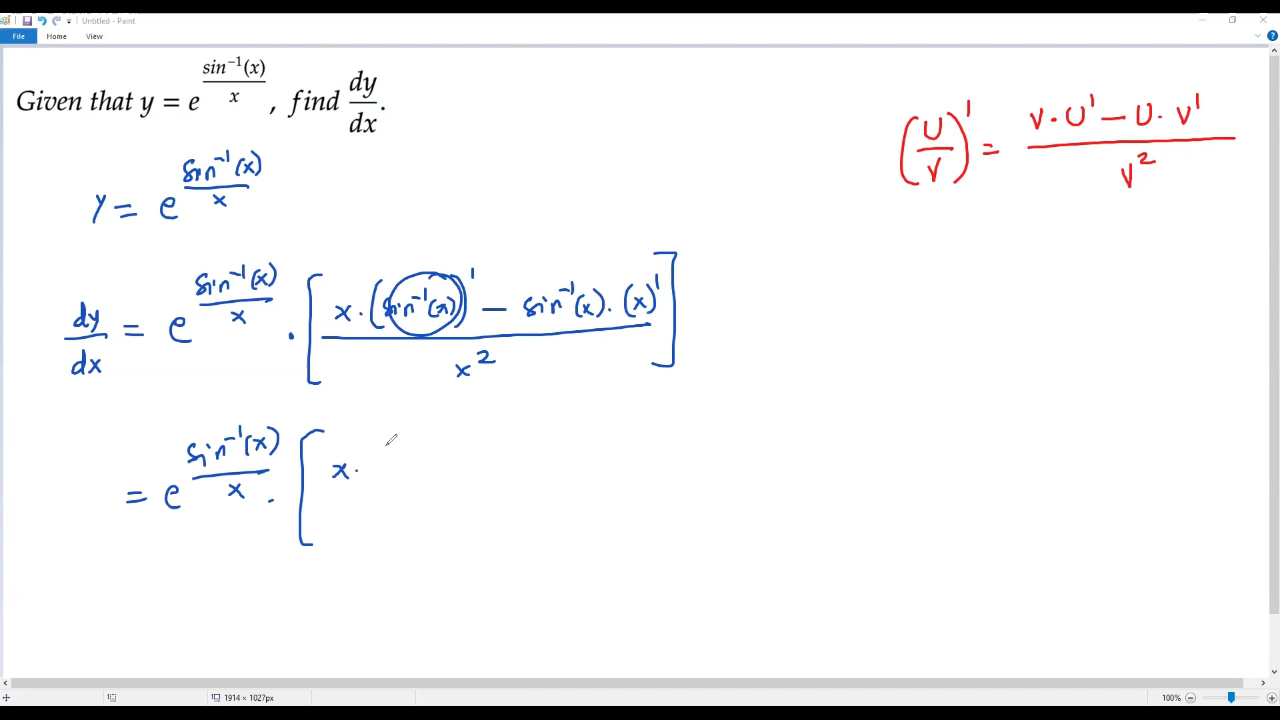 Untitled - Paint
File Home View
Given that y = e^(sin⁻¹(x)/x), find dy/dx.
(U/V)' = (V · U' − U · V')/V²
y = e^(sin⁻¹(x)/x)
dy/dx = e^(sin⁻¹(x)/x) · [(x · (sin⁻¹(x))' − sin⁻¹(x) · (x)')/x²]
= e^(sin⁻¹(x)/x) · [x ·
1914 × 1027px 100%